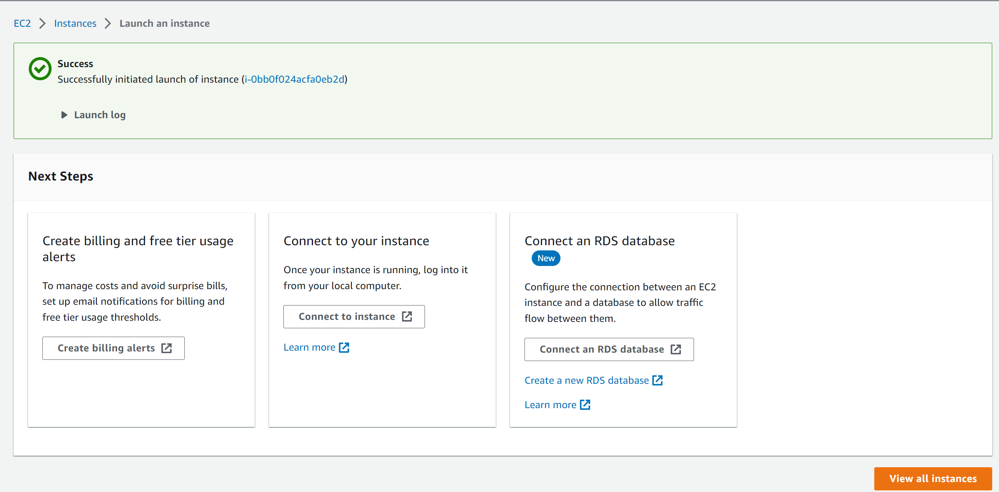 EC2 Instances Launch an instance
Success
Successfully initiated launch of instance (i-0bb0f024acfa0eb2d)
Launch log
Next Steps
Create billing and free tier usage
alerts
To manage costs and avoid surprise bills,
set up email notifications for billing and
free tier usage thresholds.
Create billing alerts
Connect to your instance
Once your instance is running, log into it
from your local computer.
Connect to instance
Learn more
Connect an RDS database
New
Configure the connection between an EC2
instance and a database to allow traffic
flow between them.
Connect an RDS database
Create a new RDS database
Learn more
View all instances